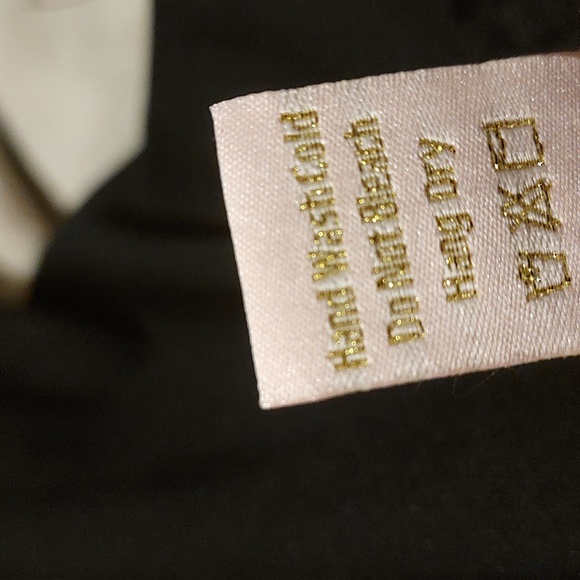 Hand Wash Cold
Do Not Bleach
Hang Dry